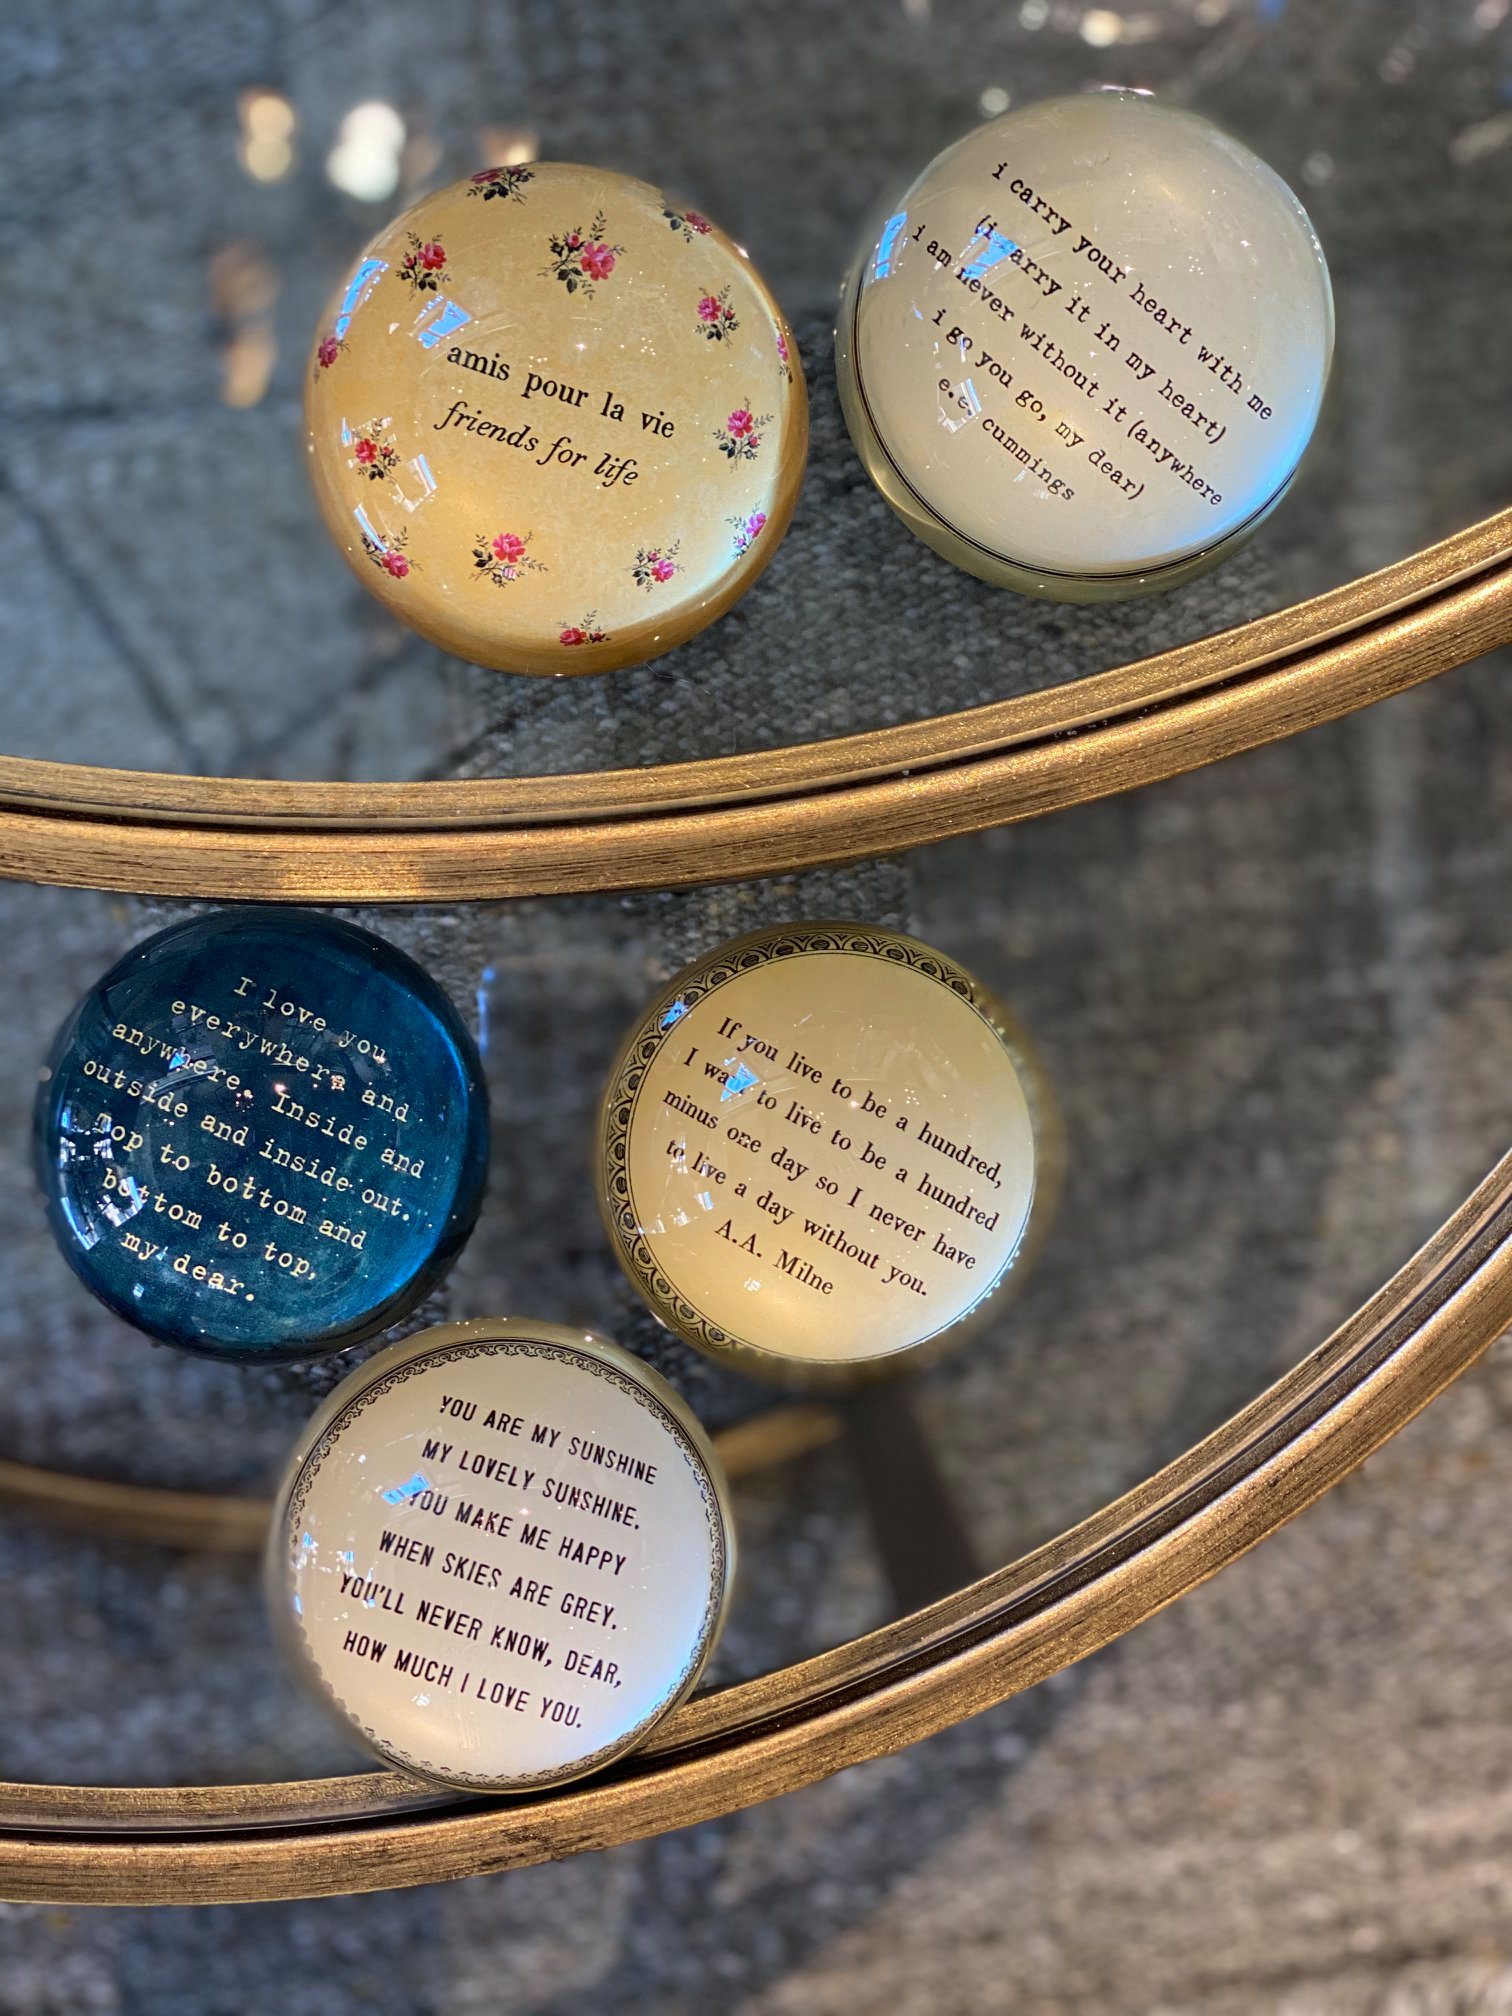 amis pour la vie
friends for life
i carry your heart with me
(i carry it in my heart)
i am never without it (anywhere
i go you go, my dear)
e.e. cummings
I love you
everywhere and
anywhere. Inside and
outside and inside out.
Top to bottom and
bottom to top,
my dear.
If you live to be a hundred,
I want to live to be a hundred
minus one day so I never have
to live a day without you.
A.A. Milne
YOU ARE MY SUNSHINE
MY LOVELY SUNSHINE.
YOU MAKE ME HAPPY
WHEN SKIES ARE GREY.
YOU'LL NEVER KNOW, DEAR,
HOW MUCH I LOVE YOU.